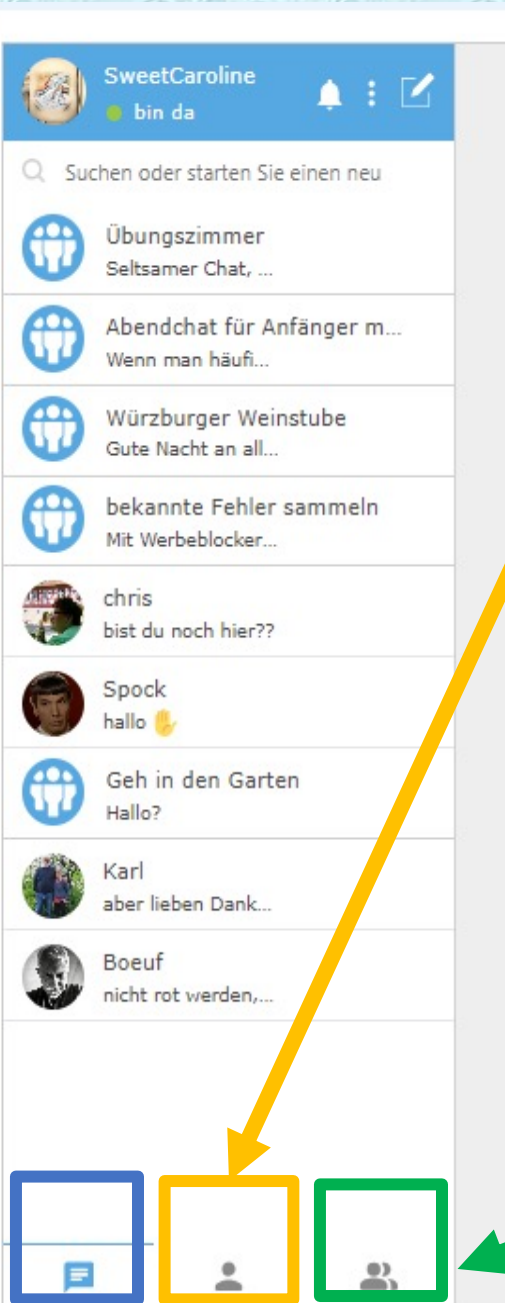 SweetCaroline
bin da
Suchen oder starten Sie einen neu
Übungszimmer
Seltsamer Chat, ...
Abendchat für Anfänger m...
Wenn man häufi...
Würzburger Weinstube
Gute Nacht an all...
bekannte Fehler sammeln
Mit Werbeblocker...
chris
bist du noch hier??
Spock
hallo ✋
Geh in den Garten
Hallo?
Karl
aber lieben Dank...
Boeuf
nicht rot werden,...